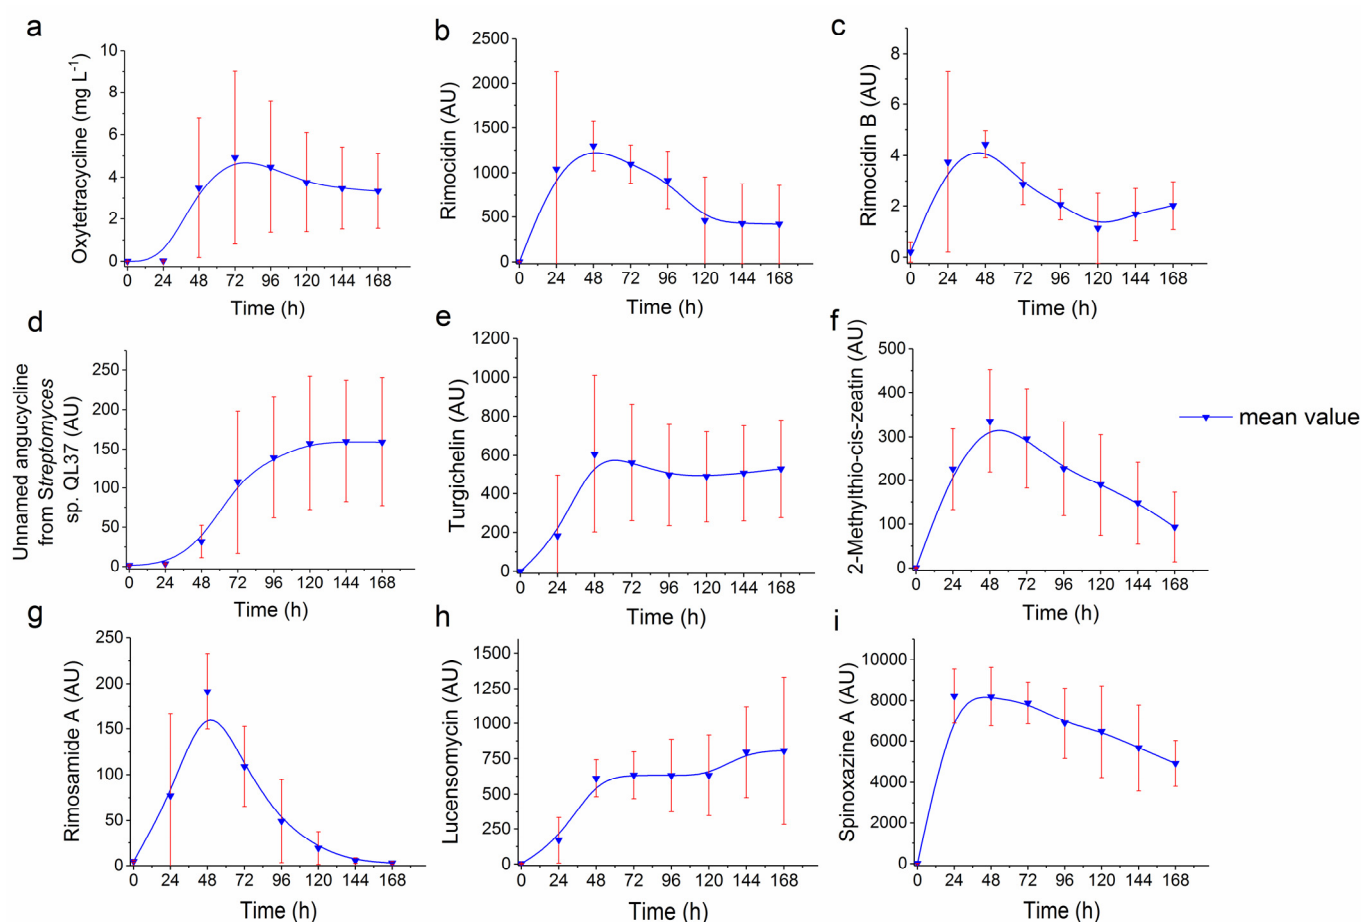 a
Oxytetracycline (mg L-1)
10
8
6
4
2
0
0 24 48 72 96 120 144 168
Time (h)
b
Rimocidin (AU)
2500
2000
1500
1000
500
0
0 24 48 72 96 120 144 168
Time (h)
c
Rimocidin B (AU)
8
6
4
2
0
0 24 48 72 96 120 144 168
Time (h)
d
Unnamed angucycline
from Streptomyces
sp. QL37 (AU)
250
200
150
100
50
0
0 24 48 72 96 120 144 168
Time (h)
e
Turgichelin (AU)
1200
1000
800
600
400
200
0
0 24 48 72 96 120 144 168
Time (h)
f
2-Methylthio-cis-zeatin (AU)
500
400
300
200
100
0
0 24 48 72 96 120 144 168
Time (h)
mean value
g
Rimosamide A (AU)
250
200
150
100
50
0
0 24 48 72 96 120 144 168
Time (h)
h
Lucensomycin (AU)
1500
1250
1000
750
500
250
0
0 24 48 72 96 120 144 168
Time (h)
i
Spinoxazine A (AU)
10000
8000
6000
4000
2000
0
0 24 48 72 96 120 144 168
Time (h)